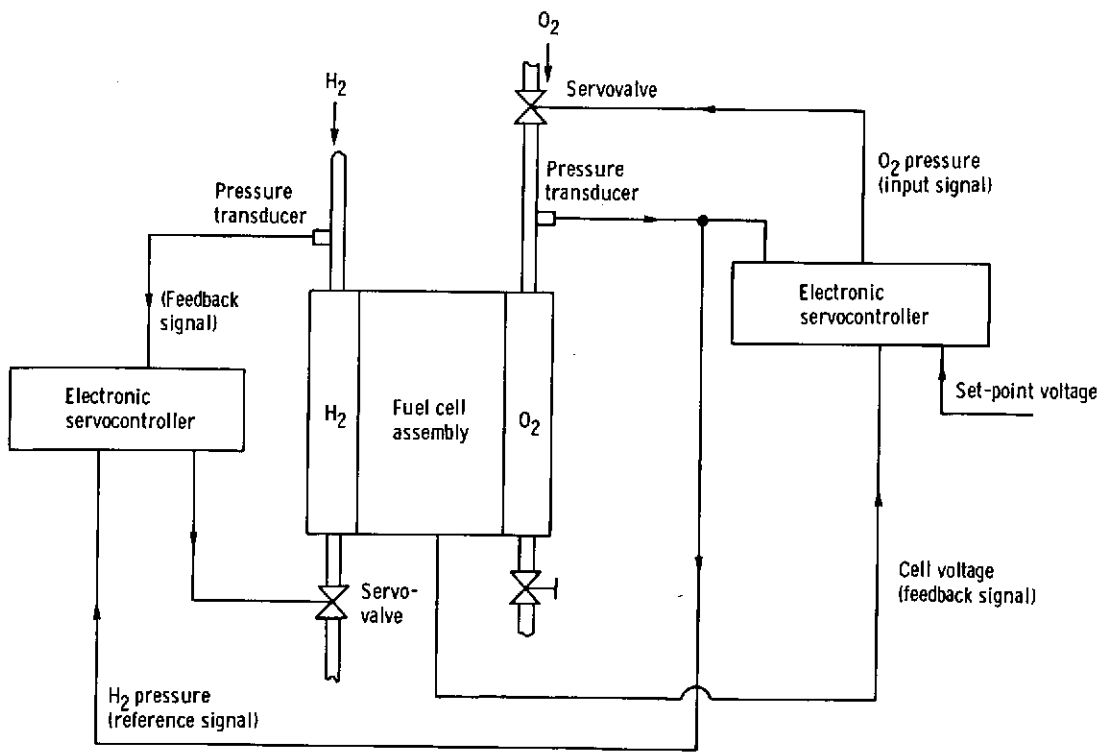 O2
H2
Servovalve
O2 pressure
(input signal)
Pressure
transducer
Pressure
transducer
(Feedback
signal)
Electronic
servocontroller
Electronic
servocontroller
Set-point voltage
H2
Fuel cell
assembly
O2
Servo-
valve
Cell voltage
(feedback signal)
H2 pressure
(reference signal)